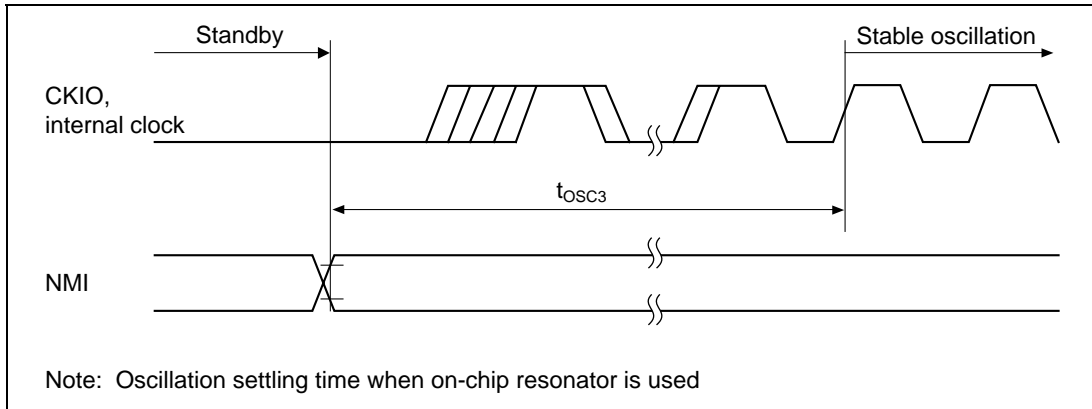 Standby
Stable oscillation
CKIO,
internal clock
tOSC3
NMI
Note: Oscillation settling time when on-chip resonator is used